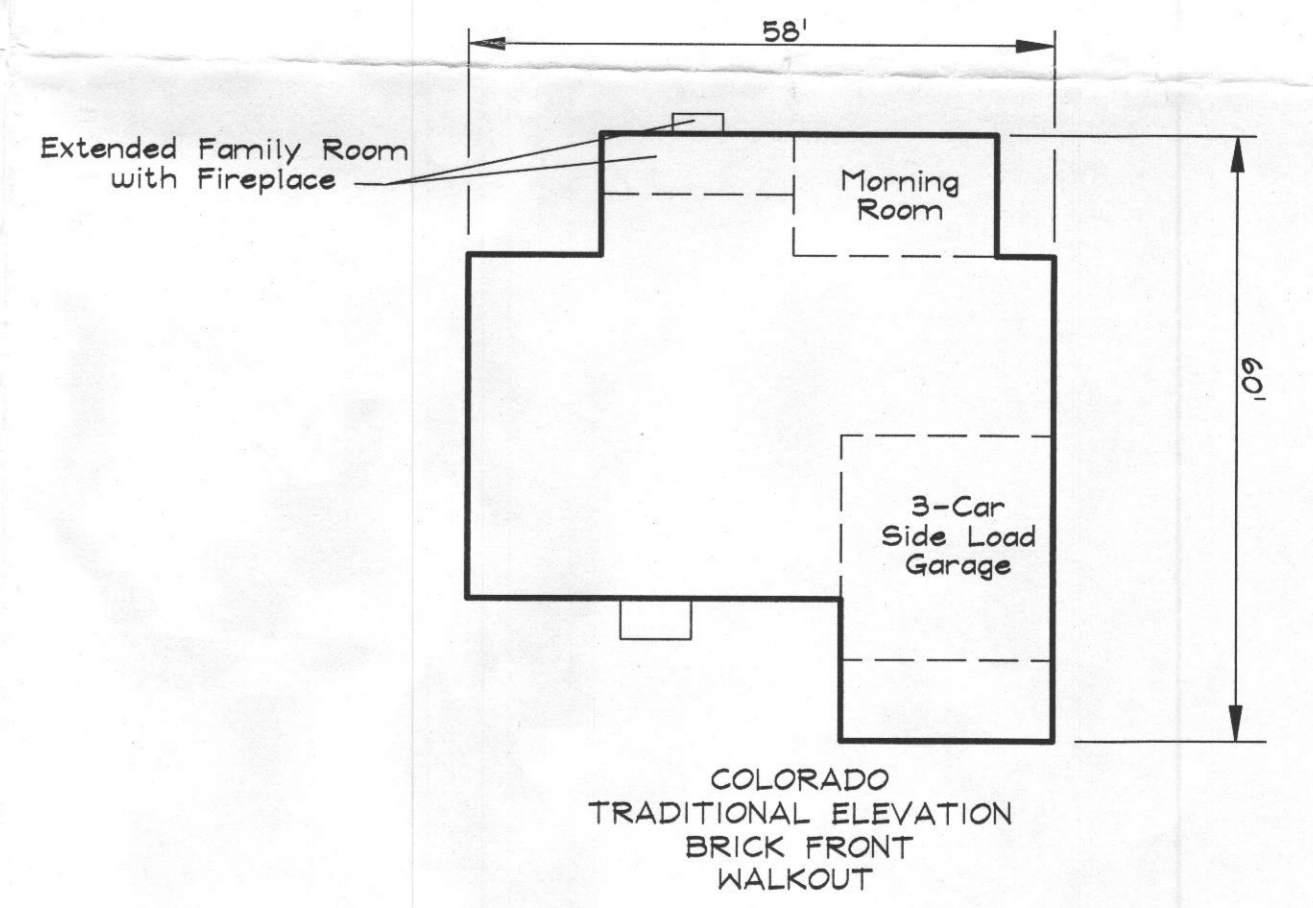 58'
Extended Family Room
with Fireplace
Morning
Room
60'
3-Car
Side Load
Garage
COLORADO
TRADITIONAL ELEVATION
BRICK FRONT
WALKOUT